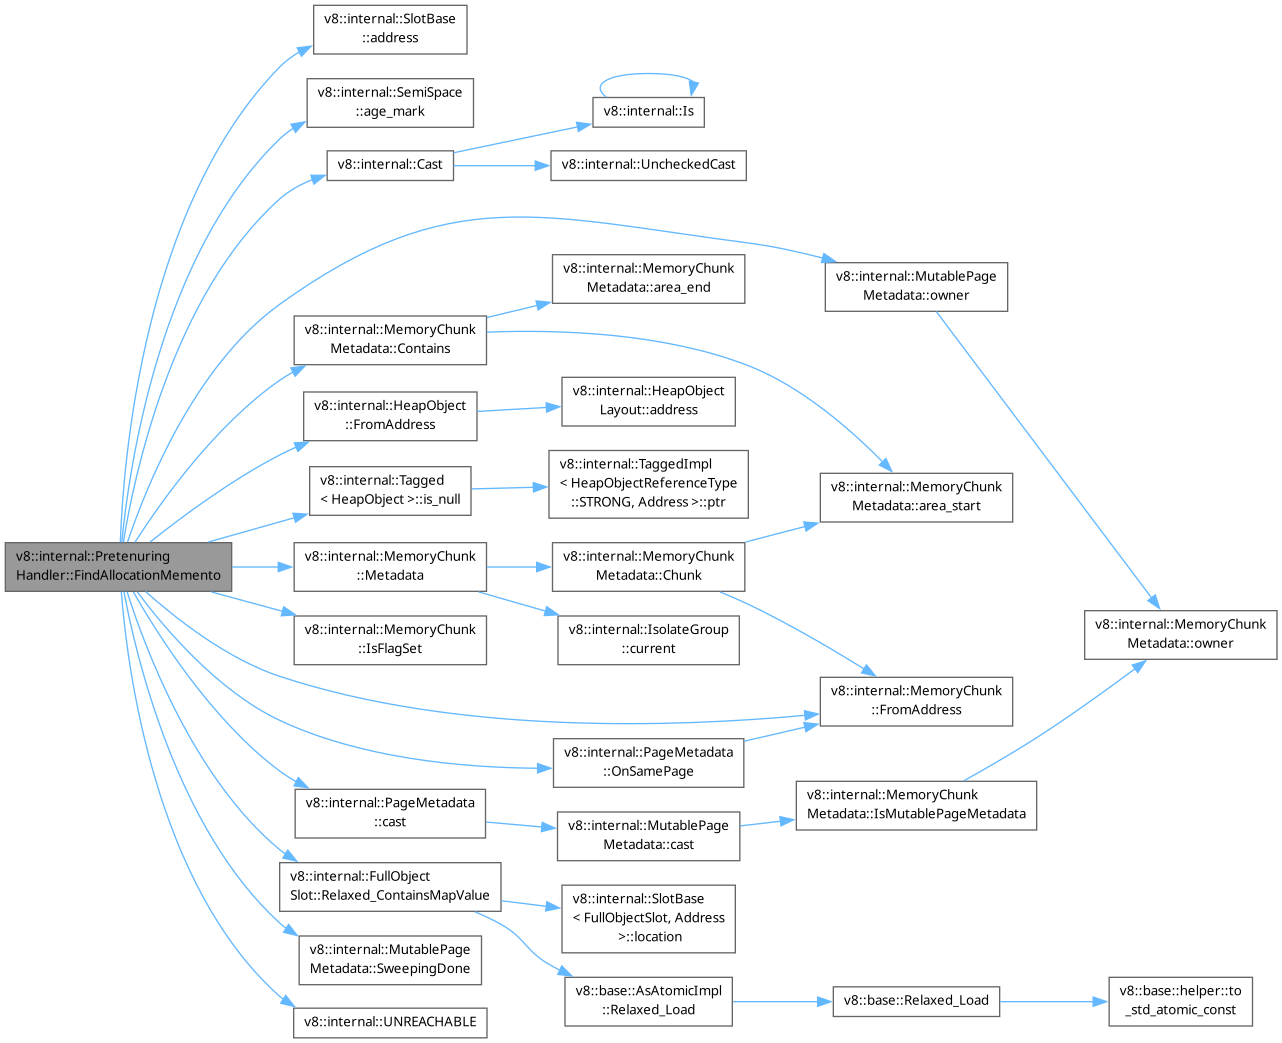 v8::internal::SlotBase
::address
v8::internal::SemiSpace
::age_mark
v8::internal::Is
v8::internal::Cast
v8::internal::UncheckedCast
v8::internal::MemoryChunk
Metadata::area_end
v8::internal::MutablePage
Metadata::owner
v8::internal::MemoryChunk
Metadata::Contains
v8::internal::HeapObject
Layout::address
v8::internal::HeapObject
::FromAddress
v8::internal::TaggedImpl
< HeapObjectReferenceType
::STRONG, Address >::ptr
v8::internal::Tagged
< HeapObject >::is_null
v8::internal::MemoryChunk
Metadata::area_start
v8::internal::Pretenuring
Handler::FindAllocationMemento
v8::internal::MemoryChunk
::Metadata
v8::internal::MemoryChunk
Metadata::Chunk
v8::internal::MemoryChunk
::IsFlagSet
v8::internal::IsolateGroup
::current
v8::internal::MemoryChunk
Metadata::owner
v8::internal::MemoryChunk
::FromAddress
v8::internal::PageMetadata
::OnSamePage
v8::internal::PageMetadata
::cast
v8::internal::MutablePage
Metadata::cast
v8::internal::MemoryChunk
Metadata::IsMutablePageMetadata
v8::internal::FullObject
Slot::Relaxed_ContainsMapValue
v8::internal::SlotBase
< FullObjectSlot, Address
>::location
v8::internal::MutablePage
Metadata::SweepingDone
v8::base::AsAtomicImpl
::Relaxed_Load
v8::base::Relaxed_Load
v8::base::helper::to
_std_atomic_const
v8::internal::UNREACHABLE